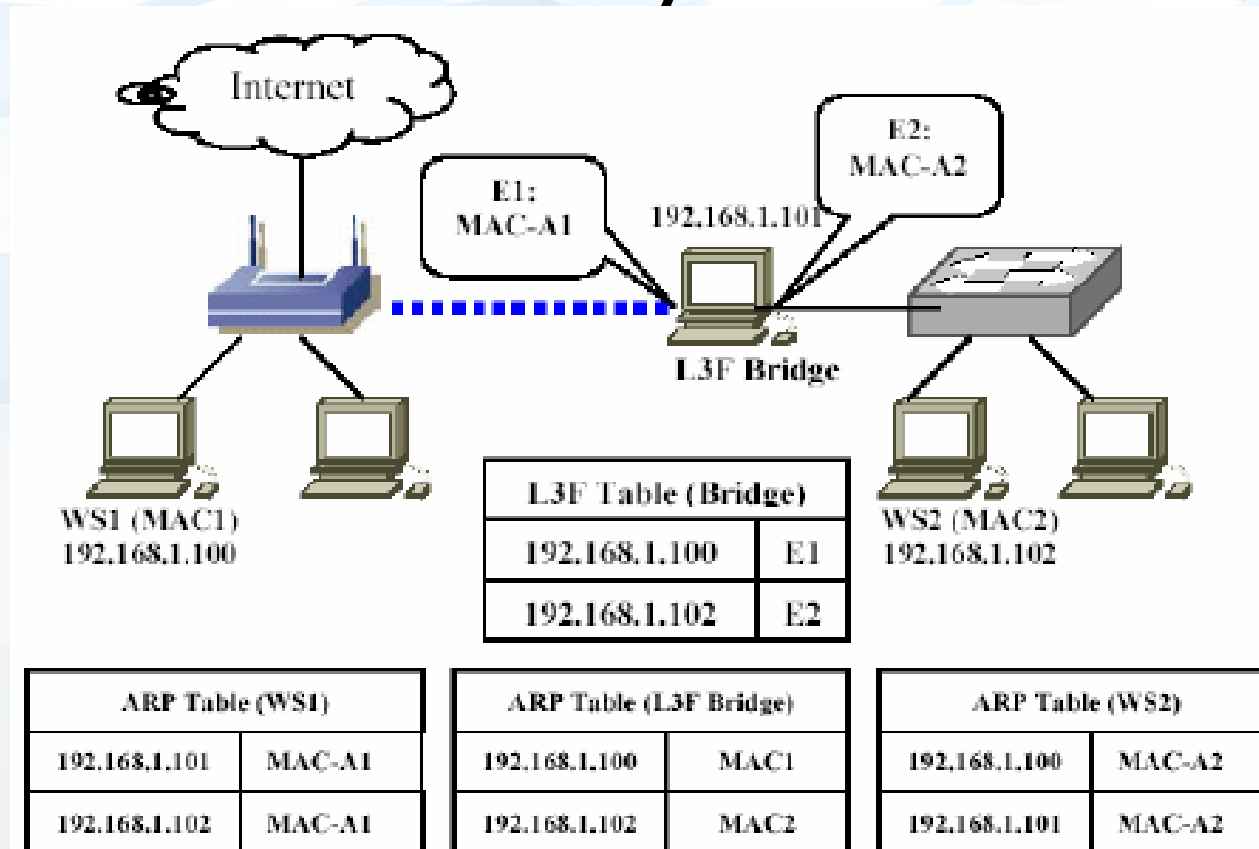 Internet
E1:
MAC-A1
E2:
MAC-A2
192.168.1.101
L3F Bridge
WS1 (MAC1)
192.168.1.100
WS2 (MAC2)
192.168.1.102
L3F Table (Bridge)
192.168.1.100 E1
192.168.1.102 E2
ARP Table (WS1)
192.168.1.101 MAC-A1
192.168.1.102 MAC-A1
ARP Table (L3F Bridge)
192.168.1.100 MAC1
192.168.1.102 MAC2
ARP Table (WS2)
192.168.1.100 MAC-A2
192.168.1.101 MAC-A2